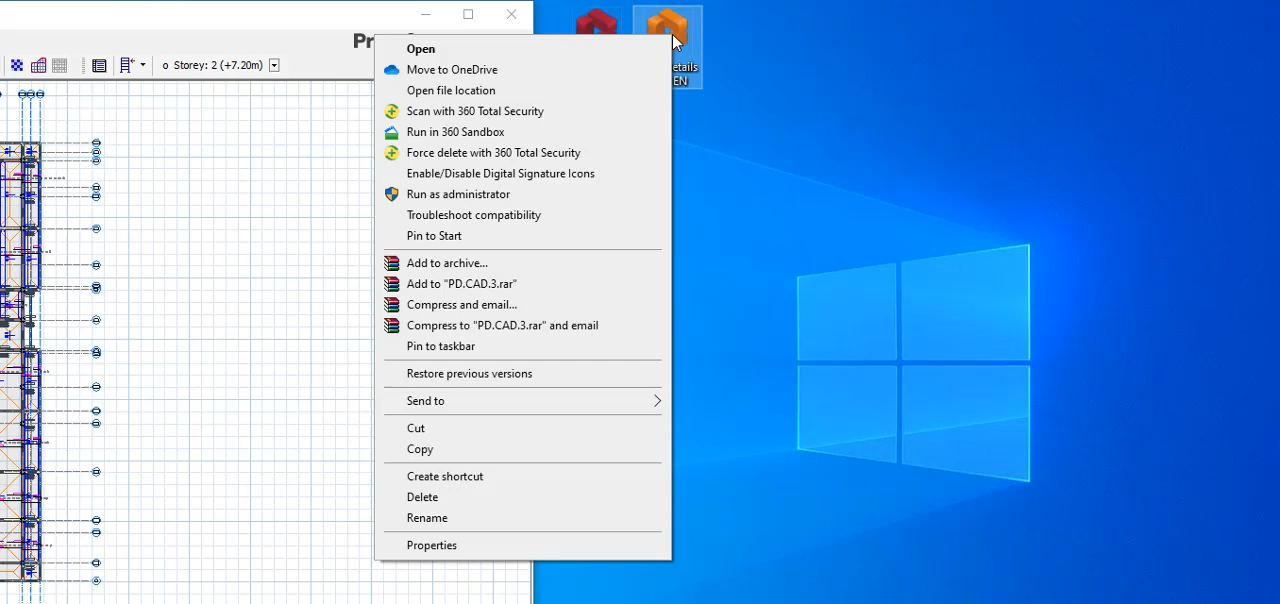 Pr
Storey: 2 (+7.20m)
etails
EN
Open
Move to OneDrive
Open file location
Scan with 360 Total Security
Run in 360 Sandbox
Force delete with 360 Total Security
Enable/Disable Digital Signature Icons
Run as administrator
Troubleshoot compatibility
Pin to Start
Add to archive...
Add to "PD.CAD.3.rar"
Compress and email...
Compress to "PD.CAD.3.rar" and email
Pin to taskbar
Restore previous versions
Send to
Cut
Copy
Create shortcut
Delete
Rename
Properties